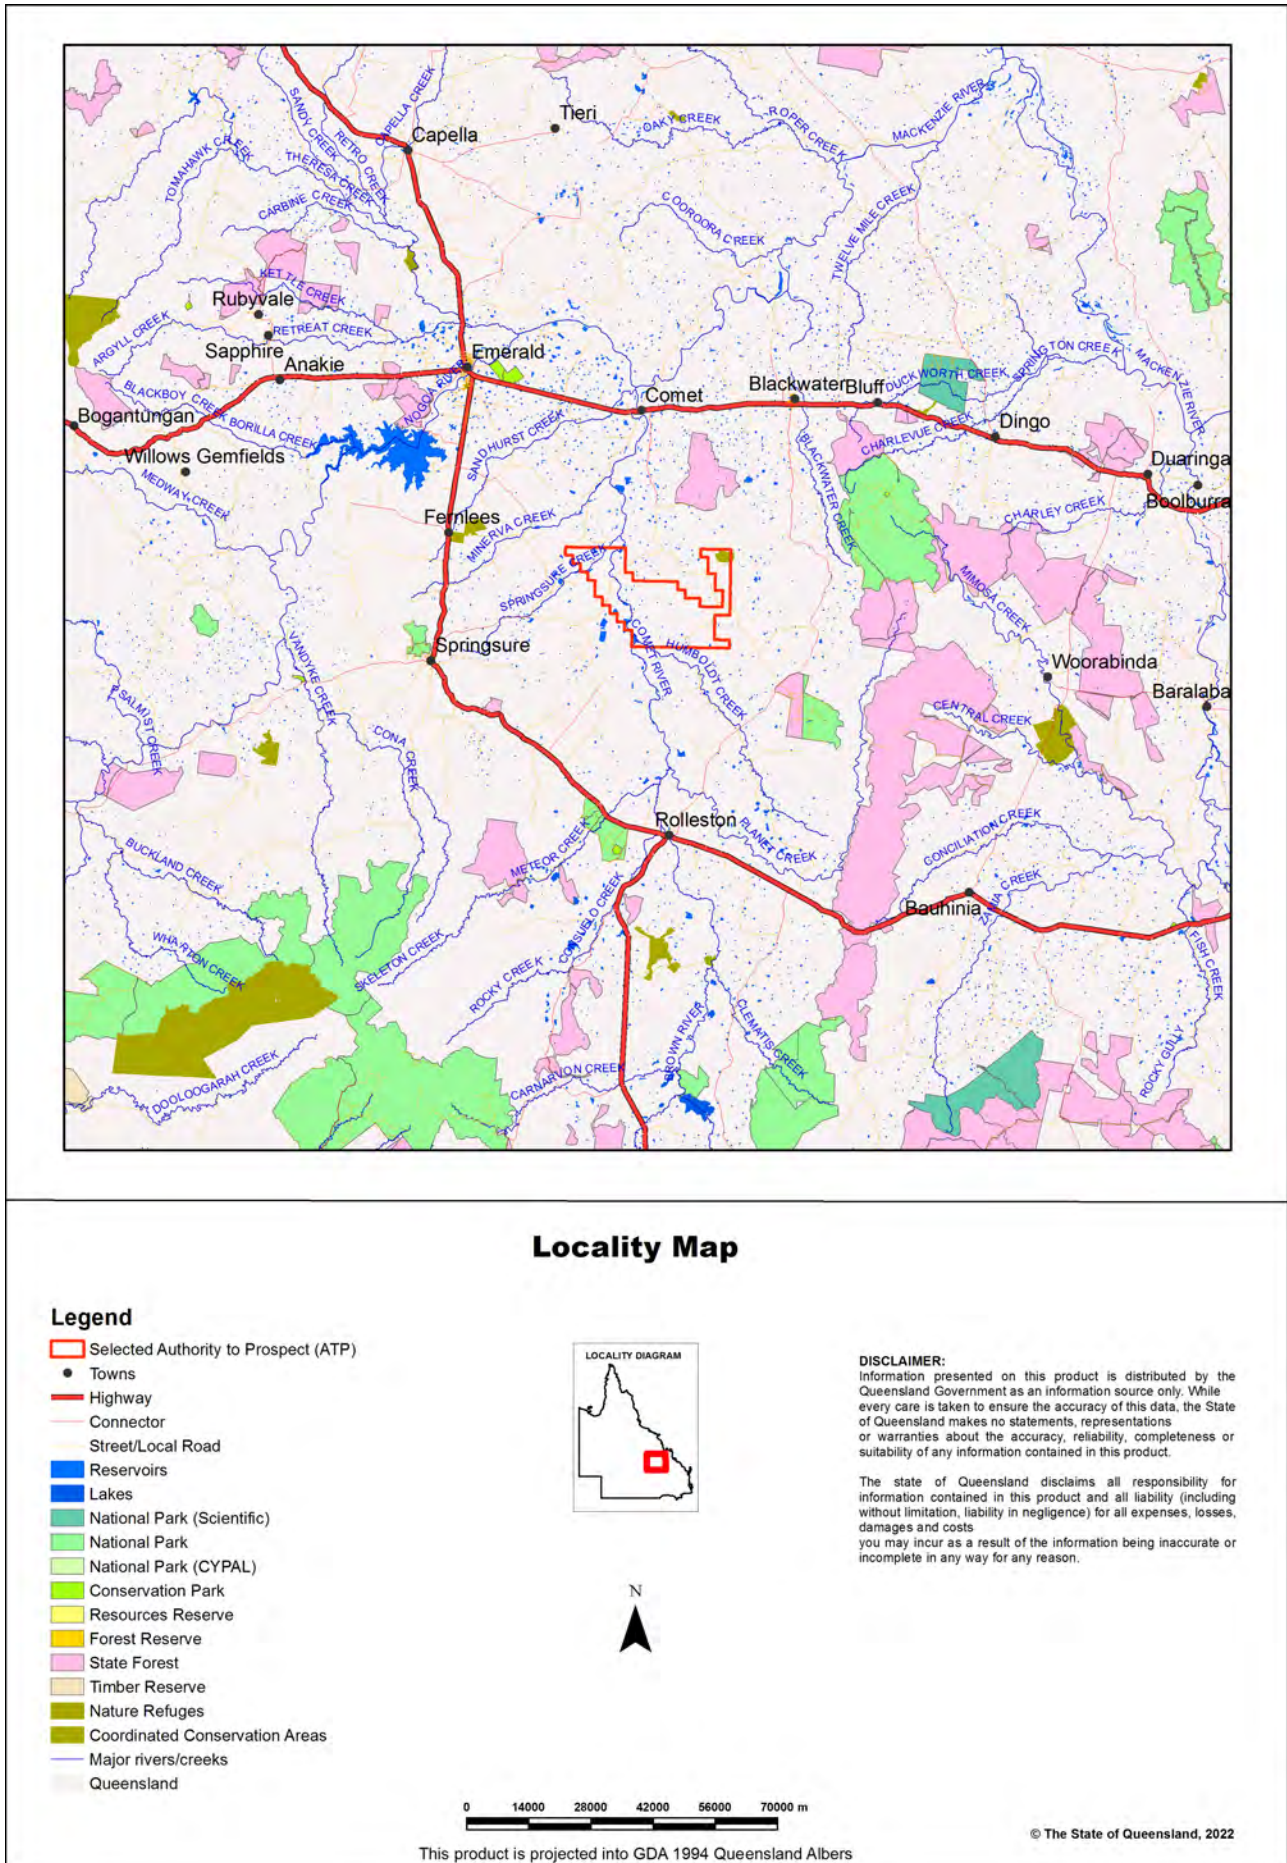 CAPELLA CREEK
SANDY CREEK
RETRO CREEK
Tieri
Capella
OAKY CREEK
ROPER CREEK
MACKENZIE RIVER
TOMAHAWK CREEK
THERESA CREEK
CARBINE CREEK
COOROORA CREEK
TWELVE MILE CREEK
KETTLE CREEK
Rubyvale
RETREAT CREEK
ARGYLL CREEK
Sapphire
Anakie
Emerald
SPRINGTON CREEK
MACKENZIE RIVER
NOGOA RIVER
Blackwater
Bluff
DUCKWORTH CREEK
BLACKBOY CREEK
BORILLA CREEK
Comet
Dingo
Bogantungan
SANDHURST CREEK
CHARLEVUE CREEK
Willows Gemfields
Duaringa
MEDWAY CREEK
BLACKWATER CREEK
Boolburra
Fernlees
CHARLEY CREEK
MINERVA CREEK
SPRINGSURE CREEK
MIMOSA CREEK
VANDYKE CREEK
Springsure
COMET RIVER
HUMBOLDT CREEK
Woorabinda
PSALMIST CREEK
Baralaba
CENTRAL CREEK
CONA CREEK
Rolleston
PLANET CREEK
CONCILIATION CREEK
BUCKLAND CREEK
METEOR CREEK
Bauhinia
ZAMIA CREEK
CONSUELO CREEK
WHARTON CREEK
SKELETON CREEK
ROCKY CREEK
FISH CREEK
BROWN RIVER
CLEMATIS CREEK
ROCKY GULLY
DOOLOOGARAH CREEK
CARNARVON CREEK
Locality Map
Legend
Selected Authority to Prospect (ATP)
Towns
Highway
Connector
Street/Local Road
Reservoirs
Lakes
National Park (Scientific)
National Park
National Park (CYPAL)
Conservation Park
Resources Reserve
Forest Reserve
State Forest
Timber Reserve
Nature Refuges
Coordinated Conservation Areas
Major rivers/creeks
Queensland
LOCALITY DIAGRAM
N
DISCLAIMER:
Information presented on this product is distributed by the
Queensland Government as an information source only. While
every care is taken to ensure the accuracy of this data, the State
of Queensland makes no statements, representations
or warranties about the accuracy, reliability, completeness or
suitability of any information contained in this product.
The state of Queensland disclaims all responsibility for
information contained in this product and all liability (including
without limitation, liability in negligence) for all expenses, losses,
damages and costs
you may incur as a result of the information being inaccurate or
incomplete in any way for any reason.
0 14000 28000 42000 56000 70000 m
This product is projected into GDA 1994 Queensland Albers
© The State of Queensland, 2022